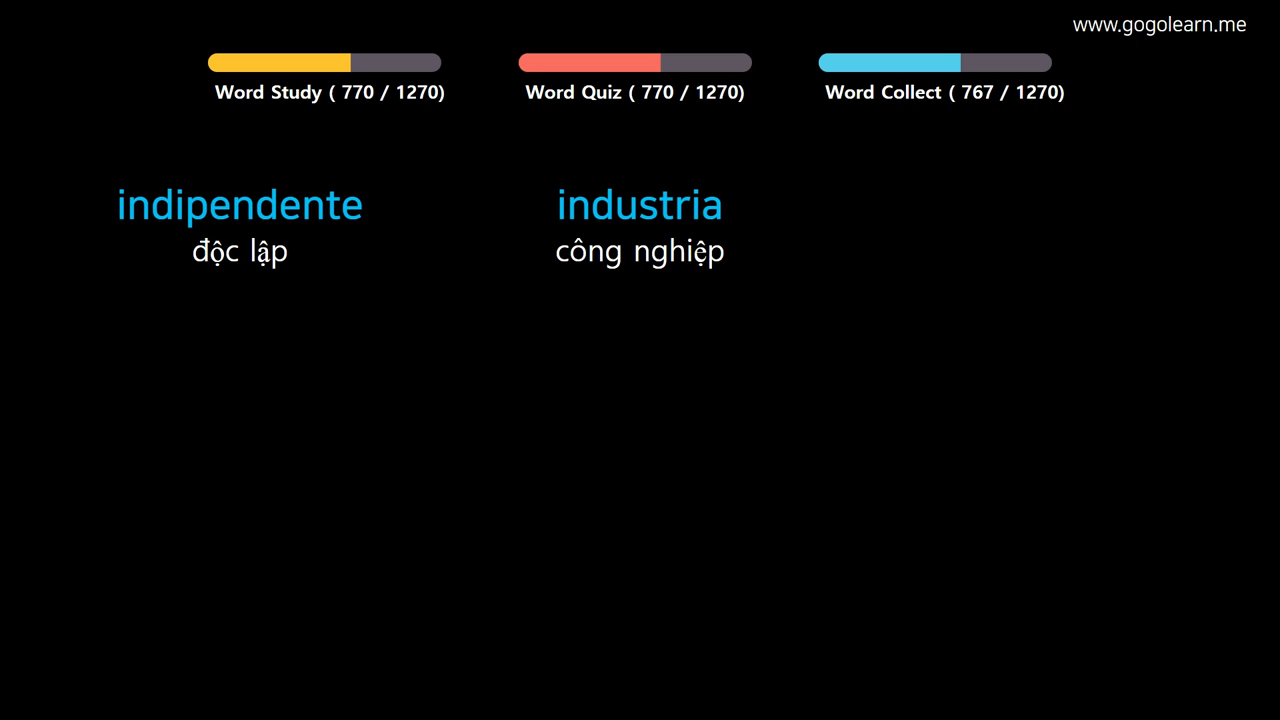 www.gogolearn.me
Word Study ( 770 / 1270)
Word Quiz ( 770 / 1270)
Word Collect ( 767 / 1270)
indipendente
độc lập
industria
công nghiệp